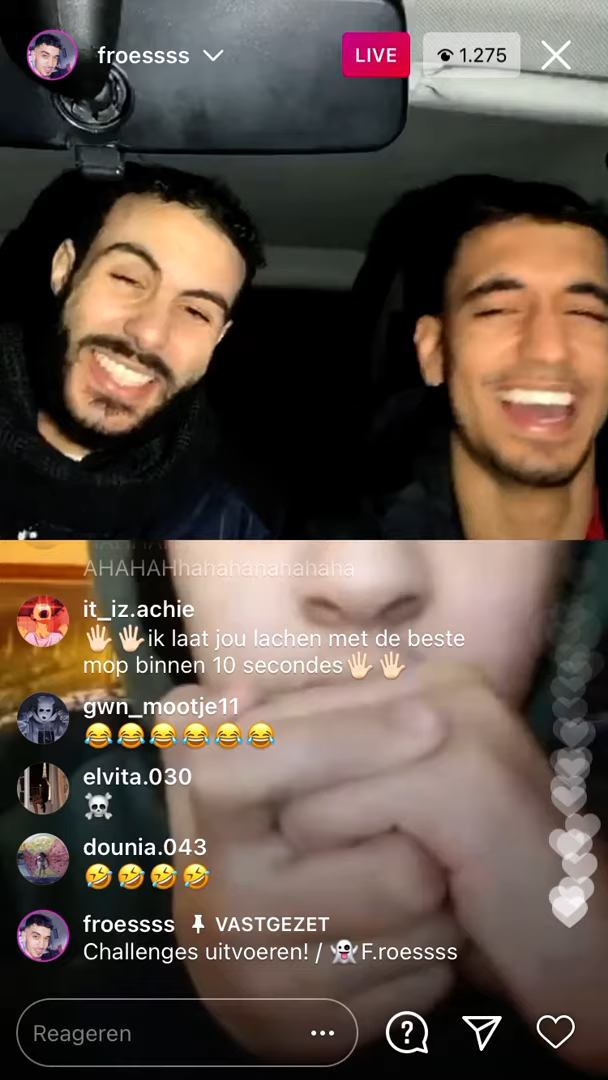 froessss
LIVE
1.275
AHAHAHhahahahahahaha
it_iz.achie
🖐🏻🖐🏻ik laat jou lachen met de beste
mop binnen 10 secondes🖐🏻🖐🏻
gwn_mootje11
😂😂😂😂😂😂
elvita.030
☠️
dounia.043
🤣🤣🤣🤣
froessss 📌 VASTGEZET
Challenges uitvoeren! / 👻F.roessss
Reageren